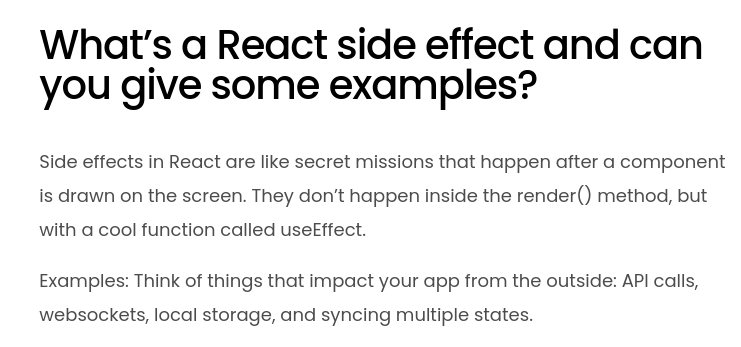 What’s a React side effect and can
you give some examples?
Side effects in React are like secret missions that happen after a component
is drawn on the screen. They don’t happen inside the render() method, but
with a cool function called useEffect.
Examples: Think of things that impact your app from the outside: API calls,
websockets, local storage, and syncing multiple states.